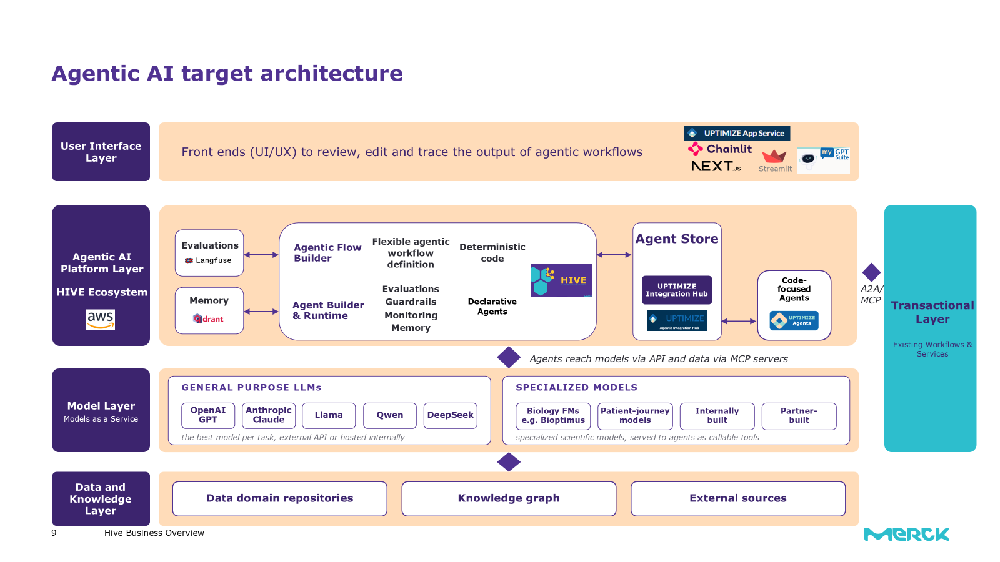 Agentic AI target architecture
User Interface
Layer
Front ends (UI/UX) to review, edit and trace the output of agentic workflows
UPTIMIZE App Service
Chainlit
NEXT.JS
Streamlit
my GPT
Suite
Agentic AI
Platform Layer
HIVE Ecosystem
aws
Evaluations
Langfuse
Memory
qdrant
Agentic Flow
Builder
Flexible agentic
workflow
definition
Deterministic
code
HIVE
Agent Builder
& Runtime
Evaluations
Guardrails
Monitoring
Memory
Declarative
Agents
Agent Store
UPTIMIZE
Integration Hub
UPTIMIZE
Agentic Integration Hub
Code-
focused
Agents
UPTIMIZE
Agents
A2A/
MCP
Transactional
Layer
Existing Workflows &
Services
Agents reach models via API and data via MCP servers
Model Layer
Models as a Service
GENERAL PURPOSE LLMs
OpenAI
GPT
Anthropic
Claude
Llama
Qwen
DeepSeek
the best model per task, external API or hosted internally
SPECIALIZED MODELS
Biology FMs
e.g. Bioptimus
Patient-journey
models
Internally
built
Partner-
built
specialized scientific models, served to agents as callable tools
Data and
Knowledge
Layer
Data domain repositories
Knowledge graph
External sources
9
Hive Business Overview
MERCK